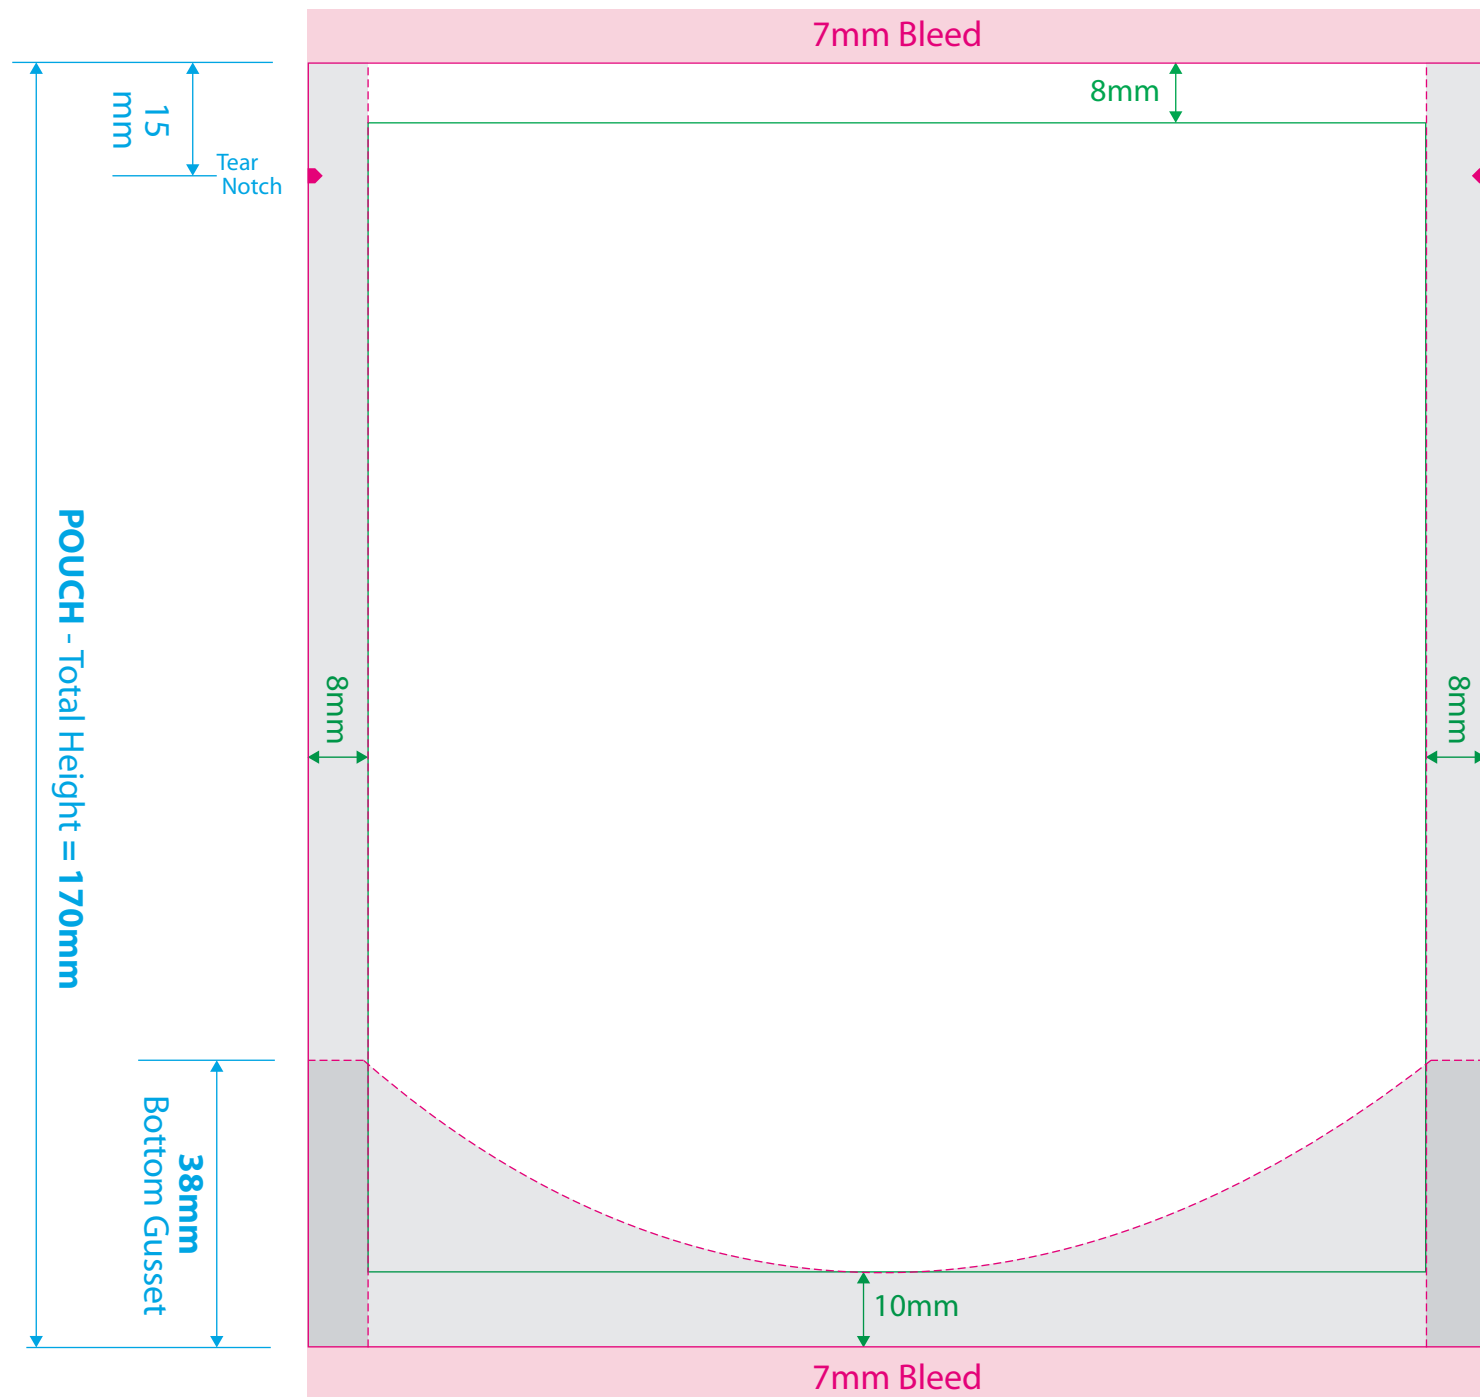 7mm Bleed
8mm
15
mm
Tear
Notch
POUCH - Total Height = 170mm
8mm
8mm
38mm
Bottom Gusset
10mm
7mm Bleed